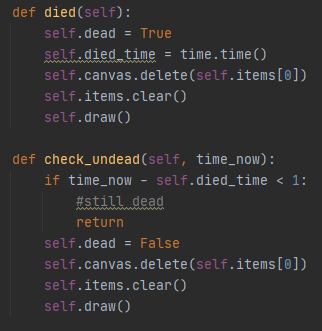 def died(self):
    self.dead = True
    self.died_time = time.time()
    self.canvas.delete(self.items[0])
    self.items.clear()
    self.draw()

def check_undead(self, time_now):
    if time_now - self.died_time < 1:
        #still dead
        return
    self.dead = False
    self.canvas.delete(self.items[0])
    self.items.clear()
    self.draw()